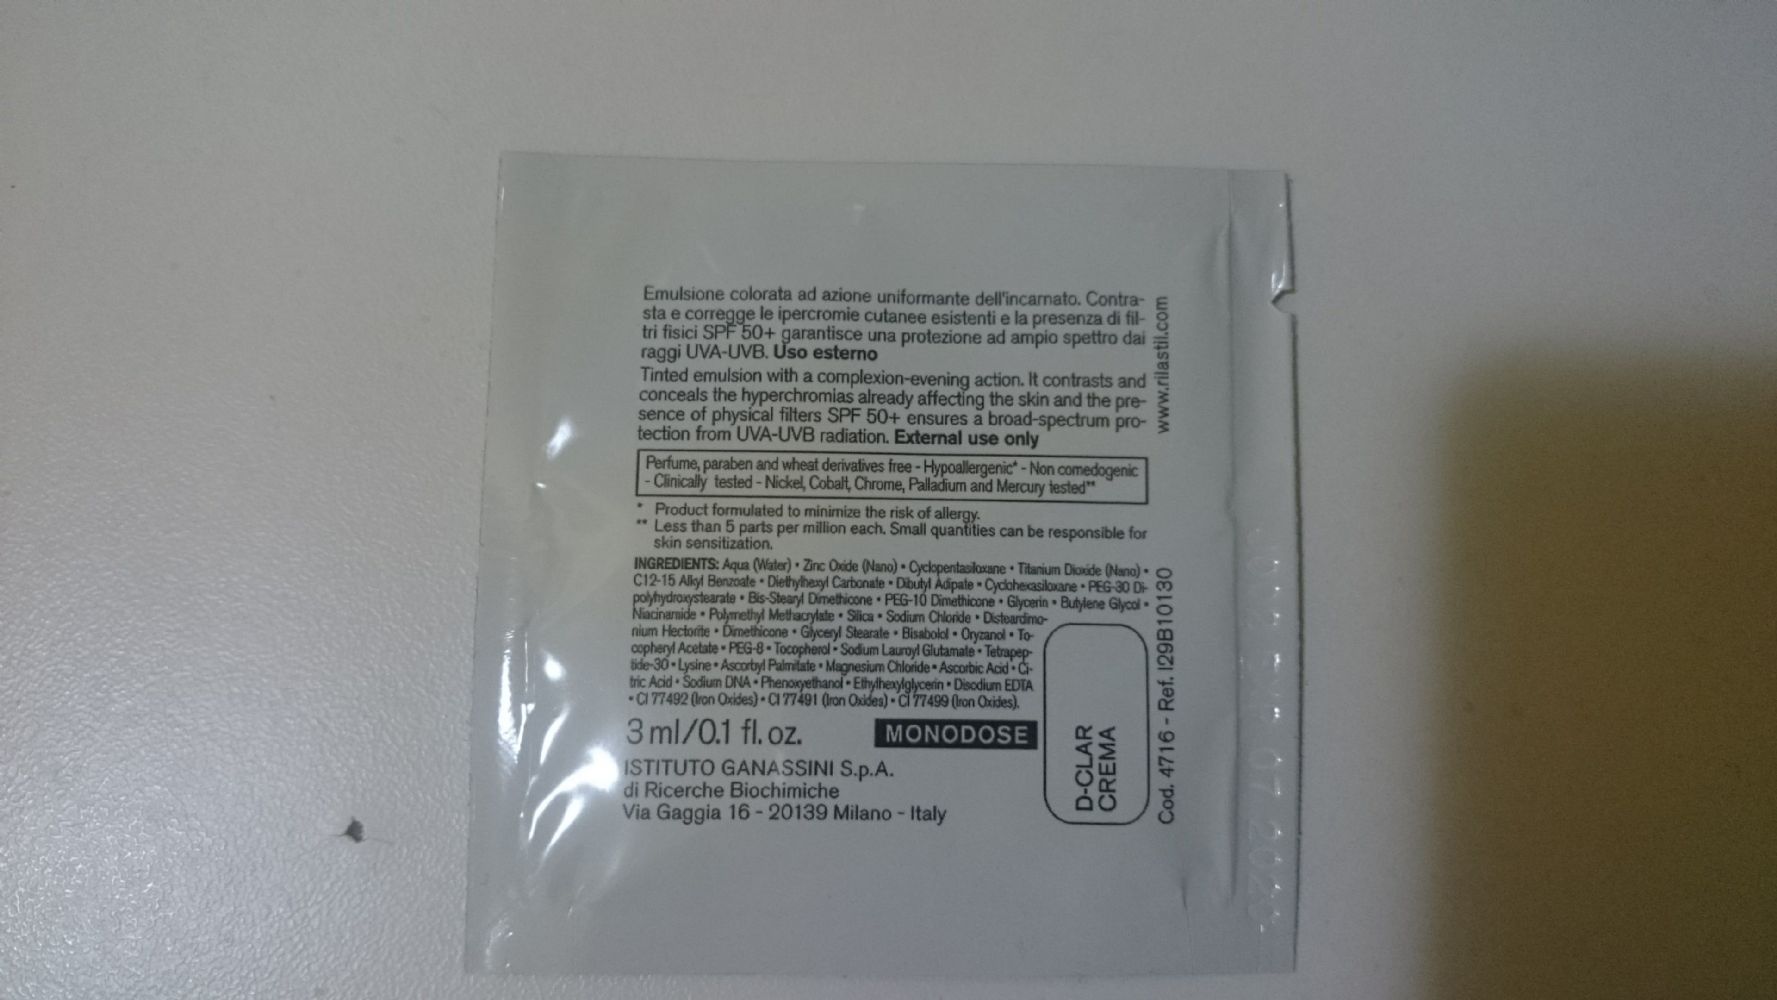 Emulsione colorata ad azione uniformante dell'incarnato. Contra-
sta e corregge le ipercromie cutanee esistenti e la presenza di fil-
tri fisici SPF 50+ garantisce una protezione ad ampio spettro dai
raggi UVA-UVB. Uso esterno
Tinted emulsion with a complexion-evening action. It contrasts and
conceals the hyperchromias already affecting the skin and the pre-
sence of physical filters SPF 50+ ensures a broad-spectrum pro-
tection from UVA-UVB radiation. External use only
Perfume, paraben and wheat derivatives free - Hypoallergenic* - Non comedogenic
- Clinically tested - Nickel, Cobalt, Chrome, Palladium and Mercury tested**
* Product formulated to minimize the risk of allergy.
** Less than 5 parts per million each. Small quantities can be responsible for
skin sensitization.
INGREDIENTS: Aqua (Water) • Zinc Oxide (Nano) • Cyclopentasiloxane • Titanium Dioxide (Nano) •
C12-15 Alkyl Benzoate • Diethylhexyl Carbonate • Dibutyl Adipate • Cyclohexasiloxane • PEG-30 Di-
polyhydroxystearate • Bis-Stearyl Dimethicone • PEG-10 Dimethicone • Glycerin • Butylene Glycol •
Niacinamide • Polymethyl Methacrylate • Silica • Sodium Chloride • Disteardimo-
nium Hectorite • Dimethicone • Glyceryl Stearate • Bisabolol • Oryzanol • To-
copheryl Acetate • PEG-8 • Tocopherol • Sodium Lauroyl Glutamate • Tetrapep-
tide-30 • Lysine • Ascorbyl Palmitate • Magnesium Chloride • Ascorbic Acid • Ci-
tric Acid • Sodium DNA • Phenoxyethanol • Ethylhexylglycerin • Disodium EDTA
• CI 77492 (Iron Oxides) • CI 77491 (Iron Oxides) • CI 77499 (Iron Oxides).
3 ml/0.1 fl. oz.
MONODOSE
ISTITUTO GANASSINI S.p.A.
di Ricerche Biochimiche
Via Gaggia 16 - 20139 Milano - Italy
D-CLAR
CREMA
Cod. 4716 - Ref. I29B10130
www.rilastil.com